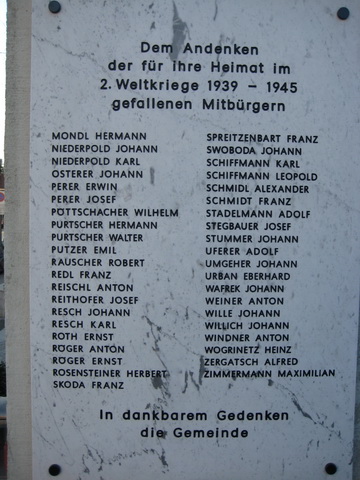 Dem Andenken
der für ihre Heimat im
2. Weltkriege 1939 – 1945
gefallenen Mitbürgern
MONDL HERMANN
NIEDERPOLD JOHANN
NIEDERPOLD KARL
OSTERER JOHANN
PERER ERWIN
PERER JOSEF
PÖTTSCHACHER WILHELM
PURTSCHER HERMANN
PURTSCHER WALTER
PUTZER EMIL
RAUSCHER ROBERT
REDL FRANZ
REISCHL ANTON
REITHOFER JOSEF
RESCH JOHANN
RESCH KARL
ROTH ERNST
RÖGER ANTON
RÖGER ERNST
ROSENSTEINER HERBERT
SKODA FRANZ
SPREITZENBART FRANZ
SWOBODA JOHANN
SCHIFFMANN KARL
SCHIFFMANN LEOPOLD
SCHMIDL ALEXANDER
SCHMIDT FRANZ
STADELMANN ADOLF
STEGBAUER JOSEF
STUMMER JOHANN
UFERER ADOLF
UMGEHER JOHANN
URBAN EBERHARD
WAFREK JOHANN
WEINER ANTON
WILLE JOHANN
WILLICH JOHANN
WINDNER ANTON
WOGRINETZ HEINZ
ZERGATSCH ALFRED
ZIMMERMANN MAXIMILIAN
In dankbarem Gedenken
die Gemeinde